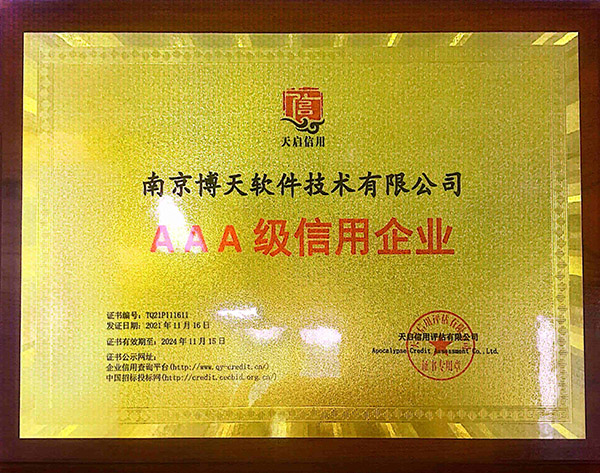 信
天启信用
南京博天软件技术有限公司
AAA级信用企业
证书编号：TQ21P111611
发证日期：2021年11月16日
证书有效期至：2024年11月15日
证书公示网址：
企业信用查询平台(http://www.qy-credit.cn/)
中国招标投标网(http://credit.cecbid.org.cn/)
天启信用评估有限公司
Apocalypse Credit Assessment Co.,Ltd.
证书专用章